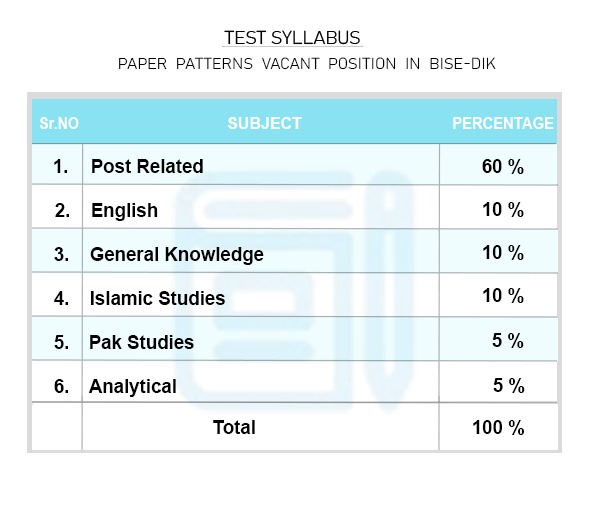 TEST SYLLABUS
PAPER PATTERNS VACANT POSITION IN BISE-DIK
Sr.NO SUBJECT PERCENTAGE
1. Post Related 60 %
2. English 10 %
3. General Knowledge 10 %
4. Islamic Studies 10 %
5. Pak Studies 5 %
6. Analytical 5 %
Total 100 %